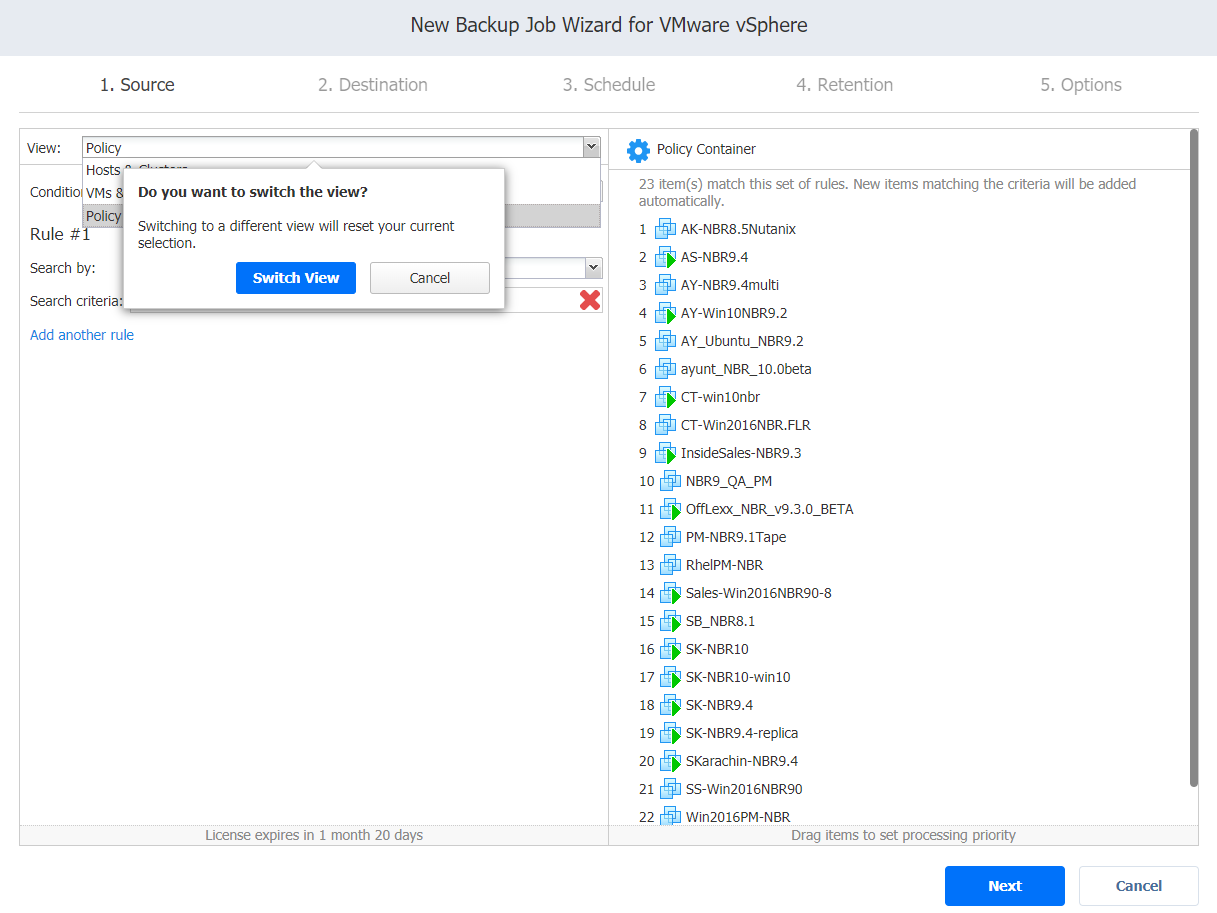 New Backup Job Wizard for VMware vSphere
1. Source
2. Destination
3. Schedule
4. Retention
5. Options
View:
Policy
Hosts & Clusters
VMs &
Policy
Condition
Do you want to switch the view?
Switching to a different view will reset your current
selection.
Switch View
Cancel
Rule #1
Search by:
Search criteria:
Add another rule
License expires in 1 month 20 days
Policy Container
23 item(s) match this set of rules. New items matching the criteria will be added
automatically.
1 AK-NBR8.5Nutanix
2 AS-NBR9.4
3 AY-NBR9.4multi
4 AY-Win10NBR9.2
5 AY_Ubuntu_NBR9.2
6 ayunt_NBR_10.0beta
7 CT-win10nbr
8 CT-Win2016NBR.FLR
9 InsideSales-NBR9.3
10 NBR9_QA_PM
11 OffLexx_NBR_v9.3.0_BETA
12 PM-NBR9.1Tape
13 RhelPM-NBR
14 Sales-Win2016NBR90-8
15 SB_NBR8.1
16 SK-NBR10
17 SK-NBR10-win10
18 SK-NBR9.4
19 SK-NBR9.4-replica
20 SKarachin-NBR9.4
21 SS-Win2016NBR90
22 Win2016PM-NBR
Drag items to set processing priority
Next
Cancel